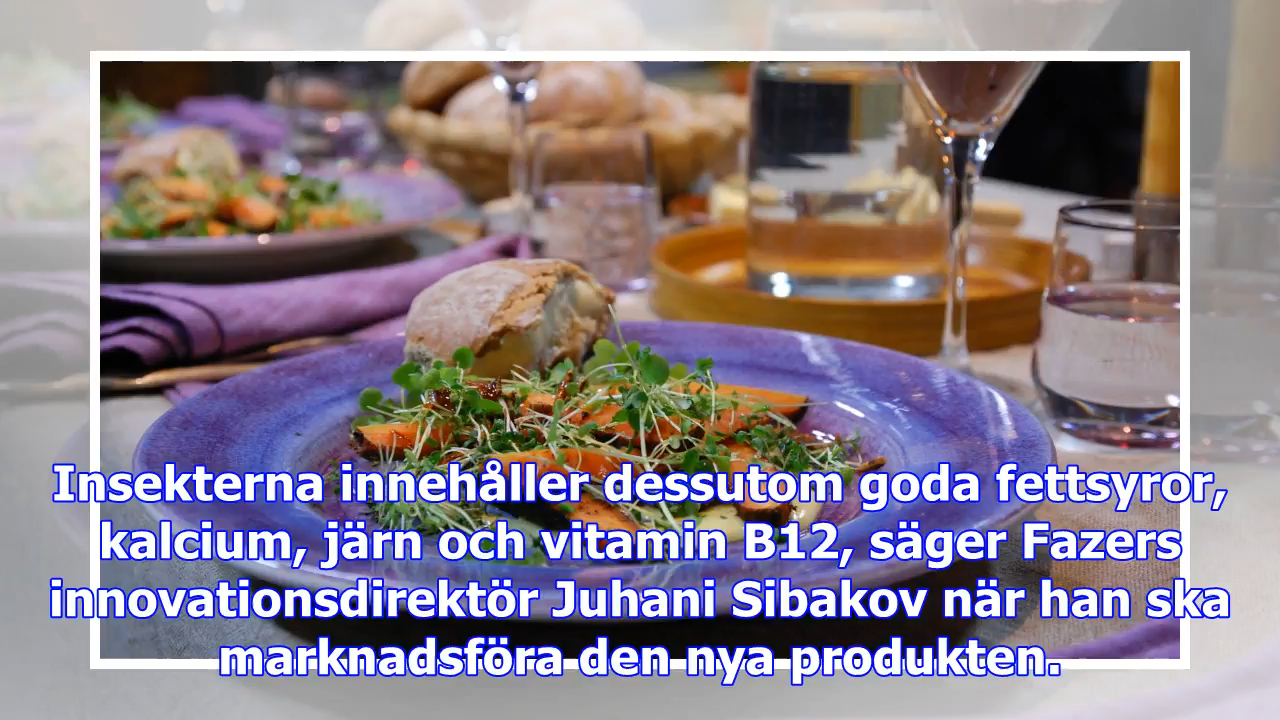 Insekterna innehåller dessutom goda fettsyror,
kalcium, järn och vitamin B12, säger Fazers
innovationsdirektör Juhani Sibakov när han ska
marknadsföra den nya produkten.